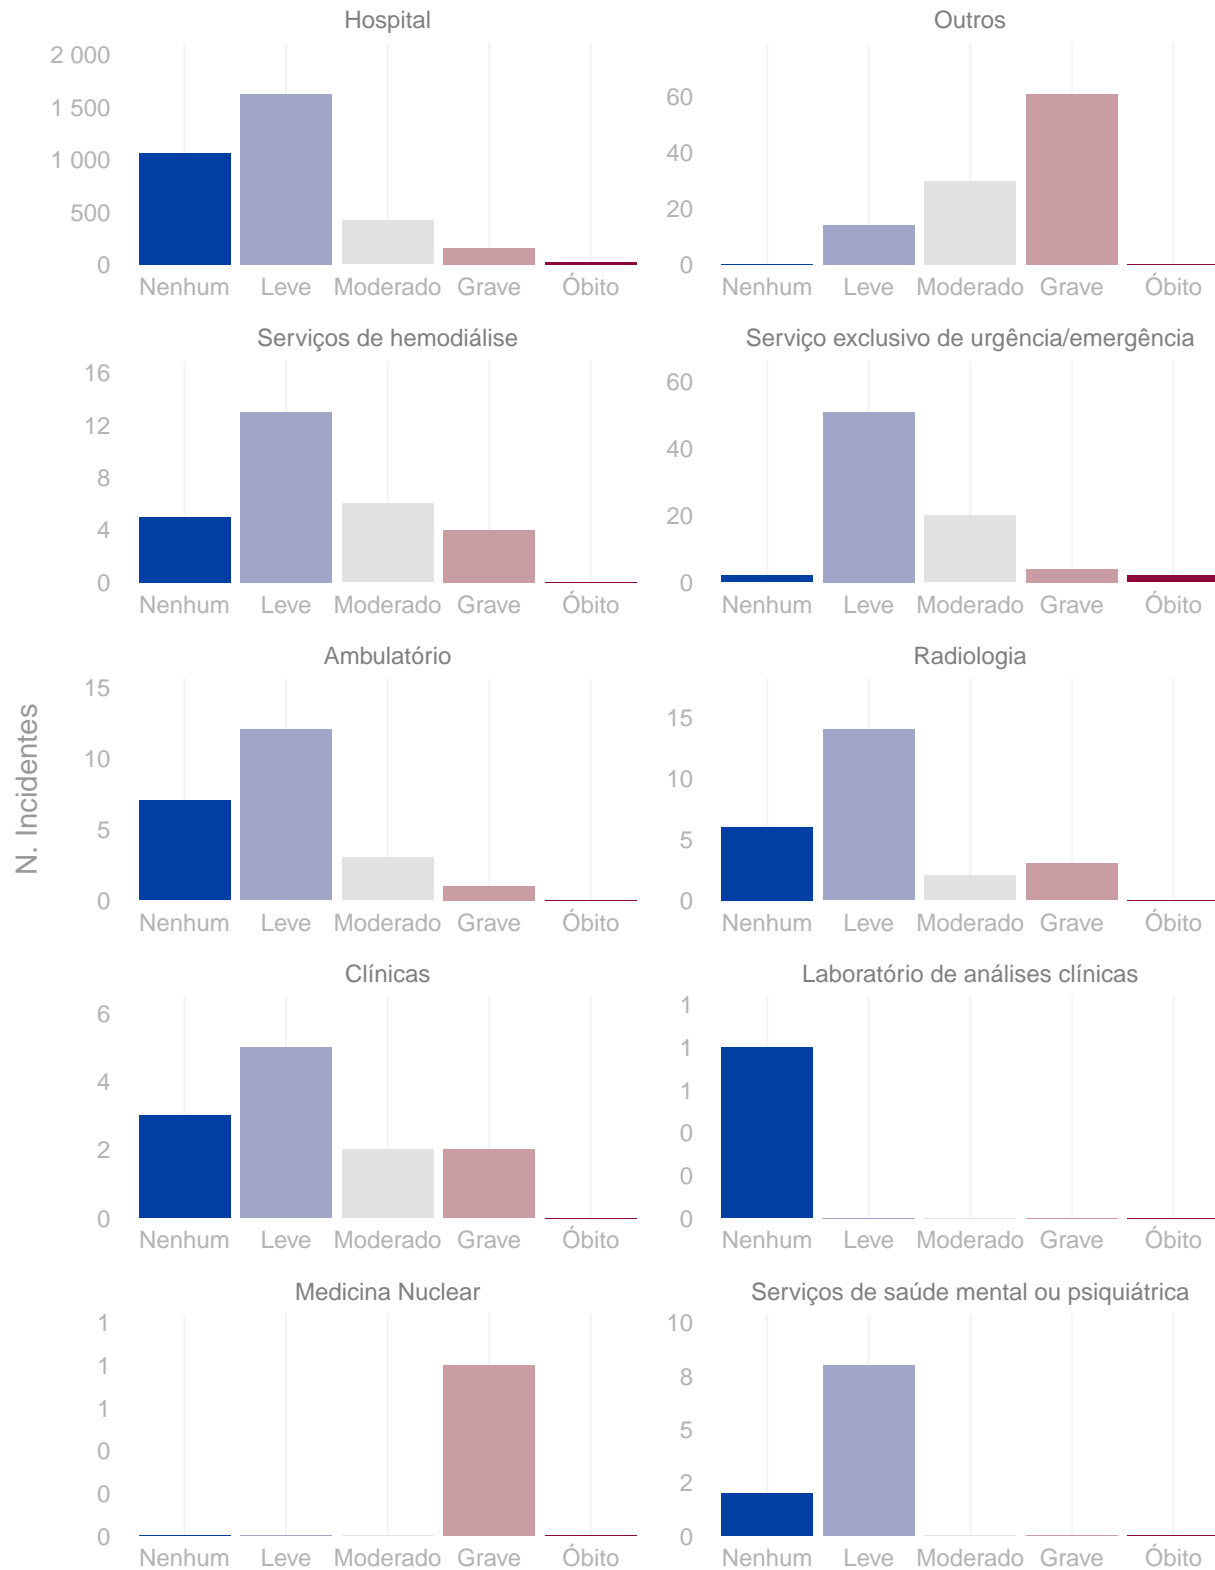 N. Incidentes
Hospital
2 000
1 500
1 000
500
0
Nenhum Leve Moderado Grave Óbito
Outros
60
40
20
0
Nenhum Leve Moderado Grave Óbito
Serviços de hemodiálise
16
12
8
4
0
Nenhum Leve Moderado Grave Óbito
Serviço exclusivo de urgência/emergência
60
40
20
0
Nenhum Leve Moderado Grave Óbito
Ambulatório
15
10
5
0
Nenhum Leve Moderado Grave Óbito
Radiologia
15
10
5
0
Nenhum Leve Moderado Grave Óbito
Clínicas
6
4
2
0
Nenhum Leve Moderado Grave Óbito
Laboratório de análises clínicas
1
1
1
0
0
0
Nenhum Leve Moderado Grave Óbito
Medicina Nuclear
1
1
1
0
0
0
Nenhum Leve Moderado Grave Óbito
Serviços de saúde mental ou psiquiátrica
10
8
5
2
0
Nenhum Leve Moderado Grave Óbito